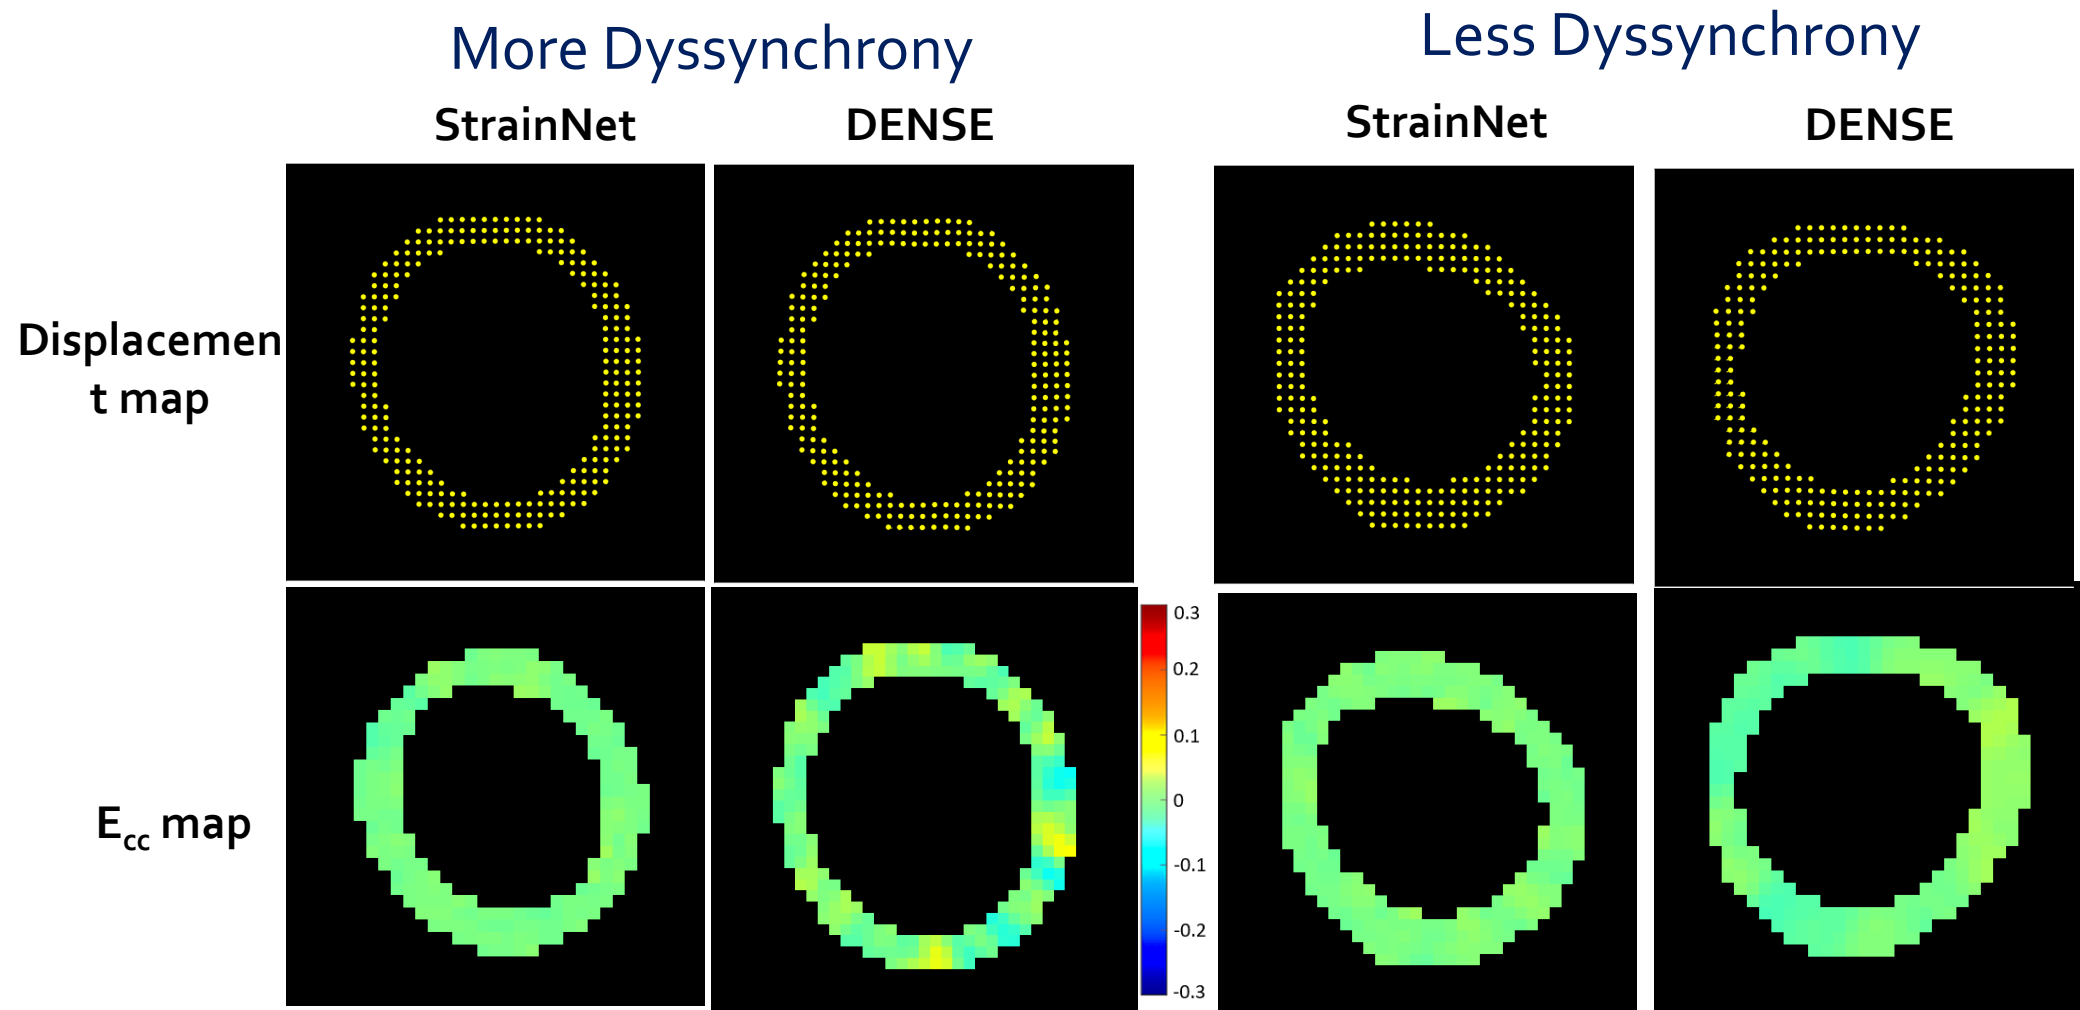 More Dyssynchrony
Less Dyssynchrony
StrainNet
DENSE
StrainNet
DENSE
Displacemen
t map
0.3
0.2
0.1
0
-0.1
-0.2
-0.3
Ecc map